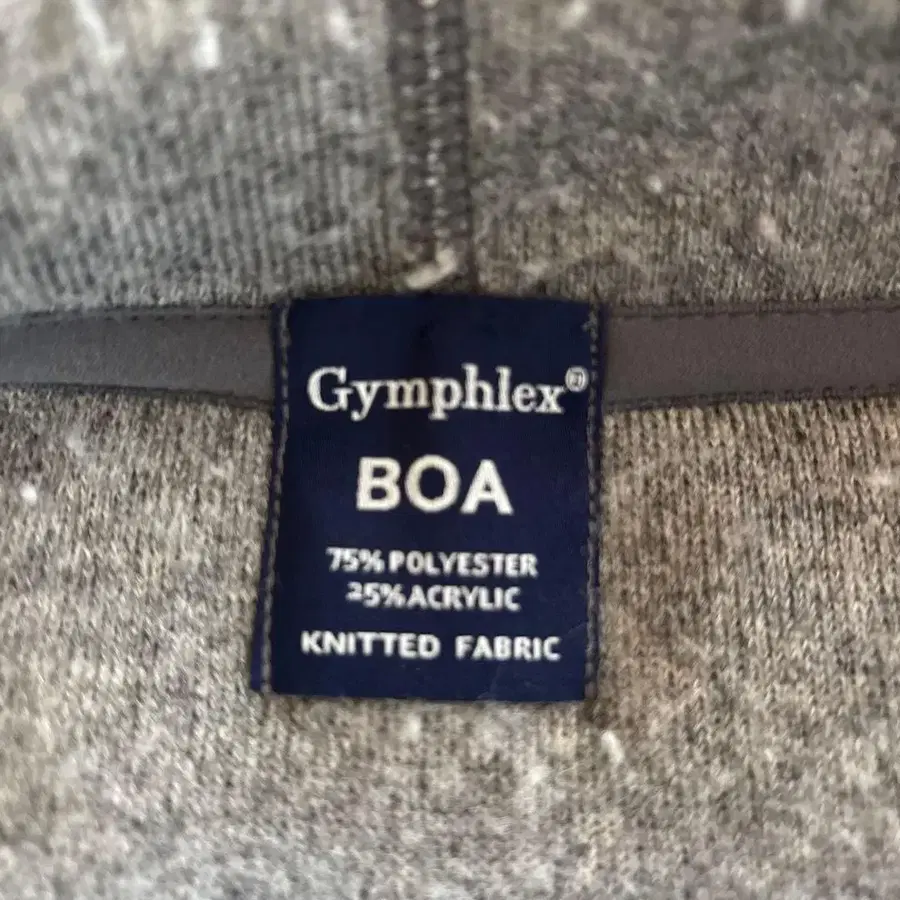 Gymphlex®
BOA
75% POLYESTER
25% ACRYLIC
KNITTED FABRIC